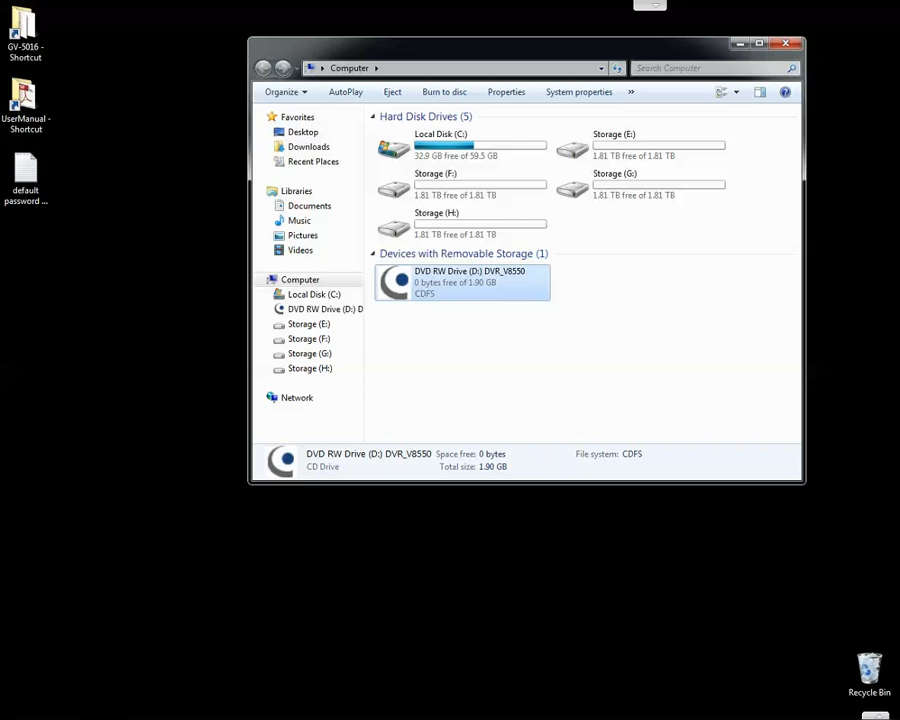 GV-5016 -
Shortcut
UserManual -
Shortcut
default
password ...
Computer
Search Computer
Organize
AutoPlay
Eject
Burn to disc
Properties
System properties
»
Favorites
Desktop
Downloads
Recent Places
Libraries
Documents
Music
Pictures
Videos
Computer
Local Disk (C:)
DVD RW Drive (D:) D
Storage (E:)
Storage (F:)
Storage (G:)
Storage (H:)
Network
Hard Disk Drives (5)
Local Disk (C:)
32.9 GB free of 59.5 GB
Storage (E:)
1.81 TB free of 1.81 TB
Storage (F:)
1.81 TB free of 1.81 TB
Storage (G:)
1.81 TB free of 1.81 TB
Storage (H:)
1.81 TB free of 1.81 TB
Devices with Removable Storage (1)
DVD RW Drive (D:) DVR_V8550
0 bytes free of 1.90 GB
CDFS
DVD RW Drive (D:) DVR_V8550 Space free: 0 bytes File system: CDFS
CD Drive Total size: 1.90 GB
Recycle Bin